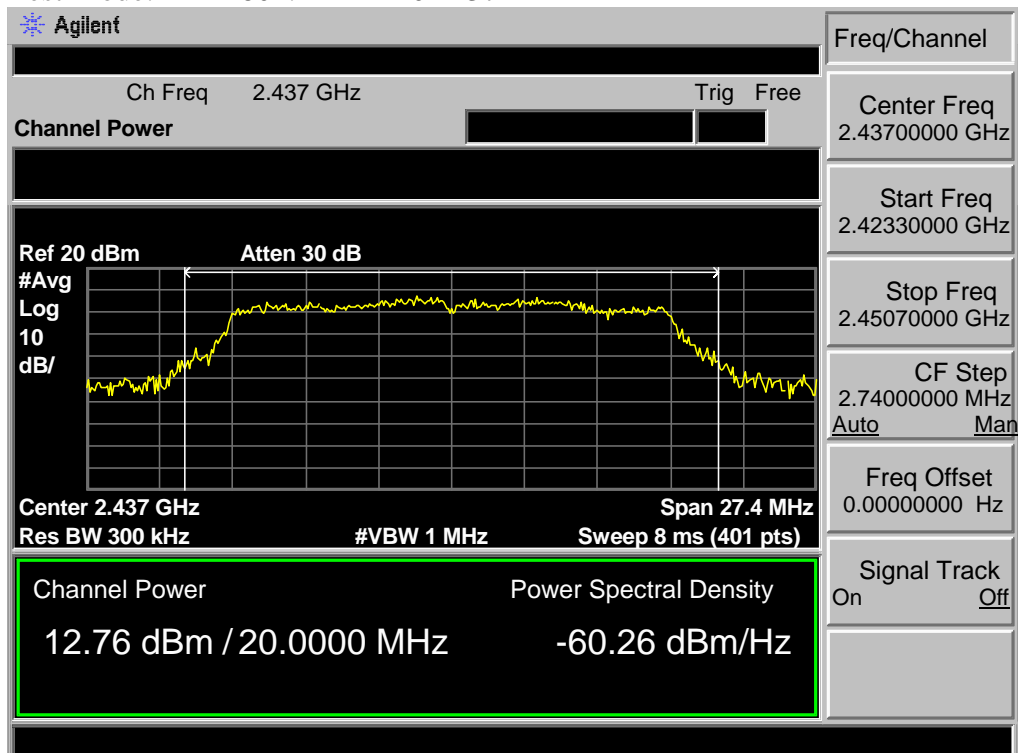 Agilent
Freq/Channel
Ch Freq 2.437 GHz Trig Free
Channel Power
Center Freq
2.43700000 GHz
Start Freq
2.42330000 GHz
Stop Freq
2.45070000 GHz
CF Step
2.74000000 MHz
Auto Man
Freq Offset
0.00000000 Hz
Signal Track
On Off
Ref 20 dBm Atten 30 dB
#Avg
Log
10
dB/
Center 2.437 GHz Span 27.4 MHz
Res BW 300 kHz #VBW 1 MHz Sweep 8 ms (401 pts)
Channel Power Power Spectral Density
12.76 dBm / 20.0000 MHz -60.26 dBm/Hz